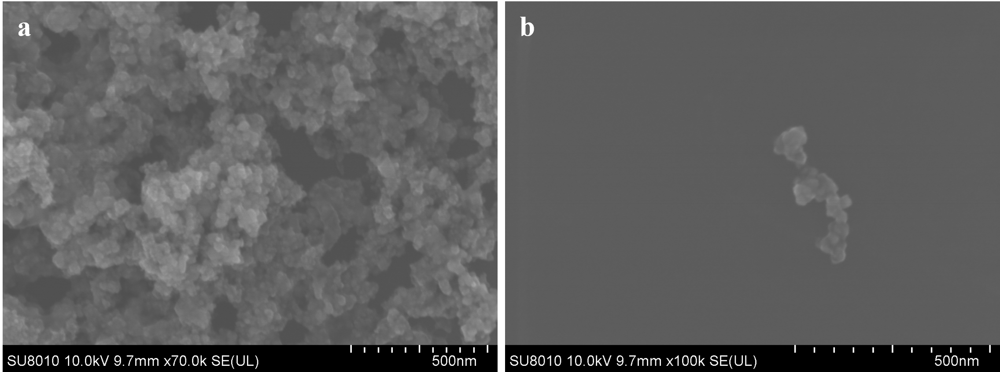 a
b
SU8010 10.0kV 9.7mm x70.0k SE(UL)
500nm
SU8010 10.0kV 9.7mm x100k SE(UL)
500nm